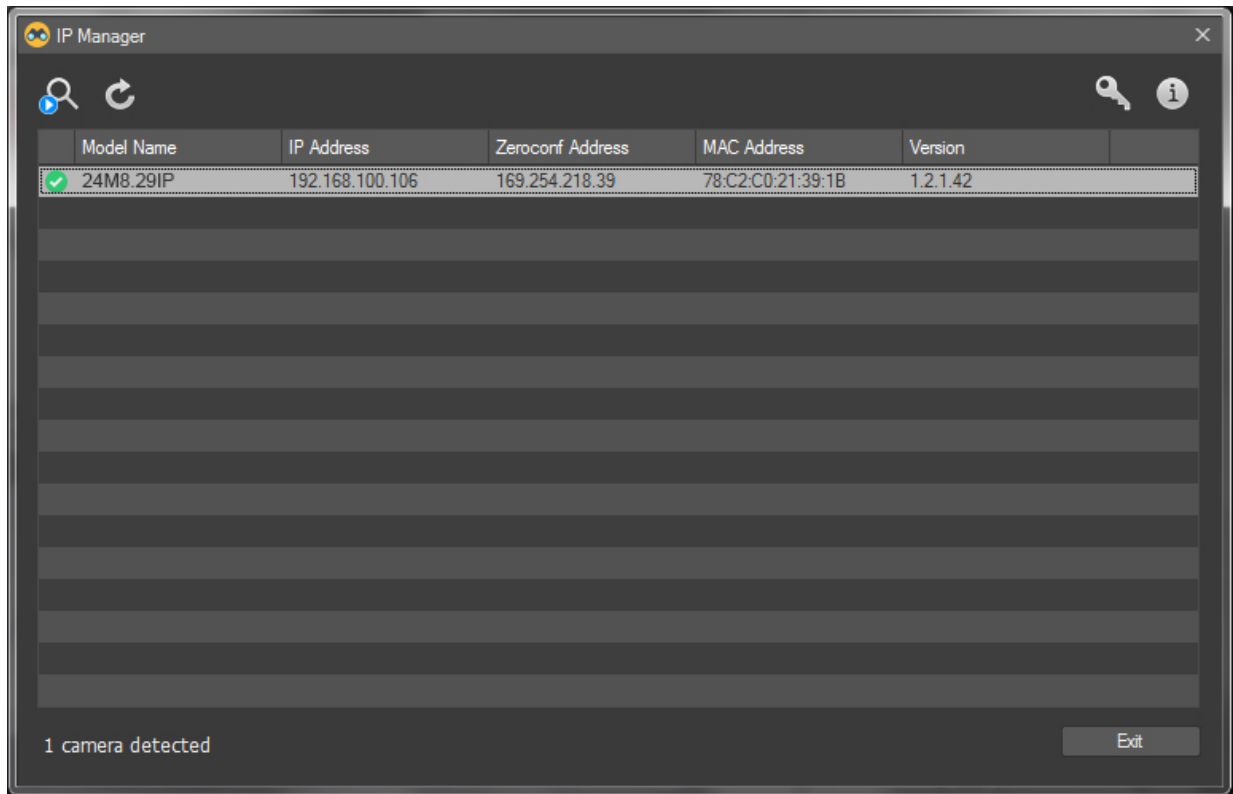 IP Manager
Model Name IP Address Zeroconf Address MAC Address Version
24M8.29IP 192.168.100.106 169.254.218.39 78:C2:C0:21:39:1B 1.2.1.42
1 camera detected Exit